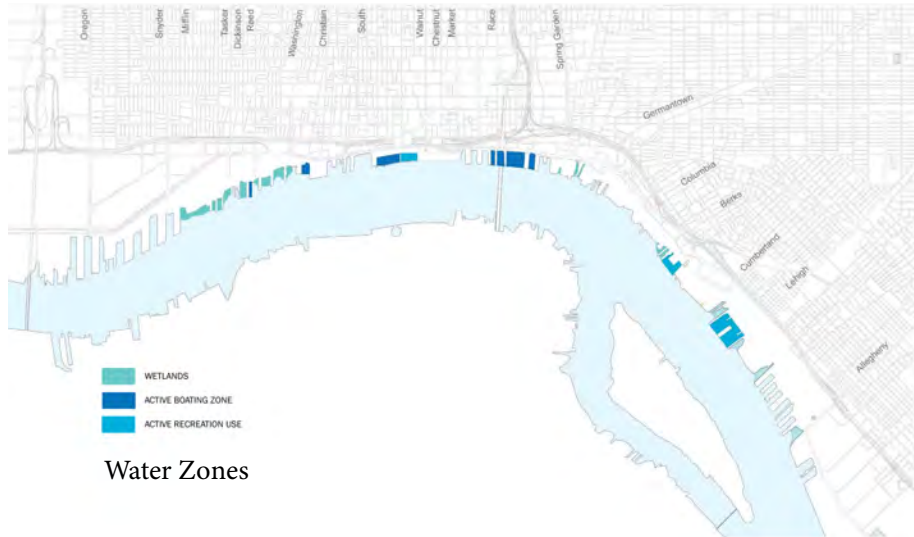 Oregon
Snyder
Mifflin
Tasker
Dickinson
Reed
Washington
Christian
South
Walnut
Chestnut
Market
Race
Spring Garden
Germantown
Columbia
Berks
Cumberland
Lehigh
Allegheny
WETLANDS
ACTIVE BOATING ZONE
ACTIVE RECREATION USE
Water Zones